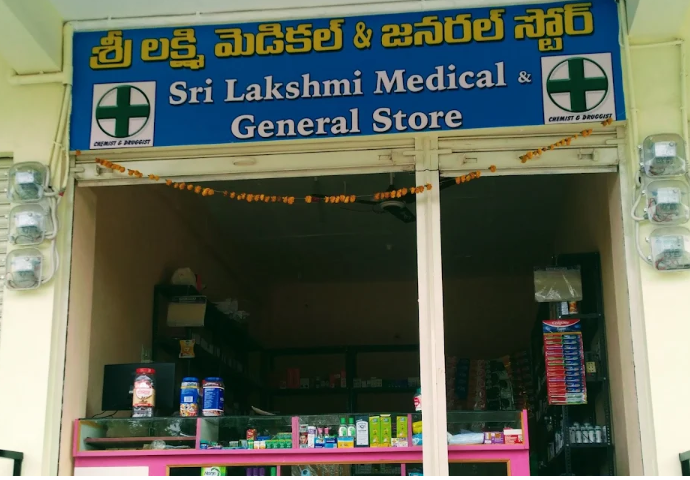 శ్రీ లక్ష్మి మెడికల్ & జనరల్ స్టోర్
Sri Lakshmi Medical &
General Store
CHEMIST & DRUGGIST
CHEMIST & DRUGGIST